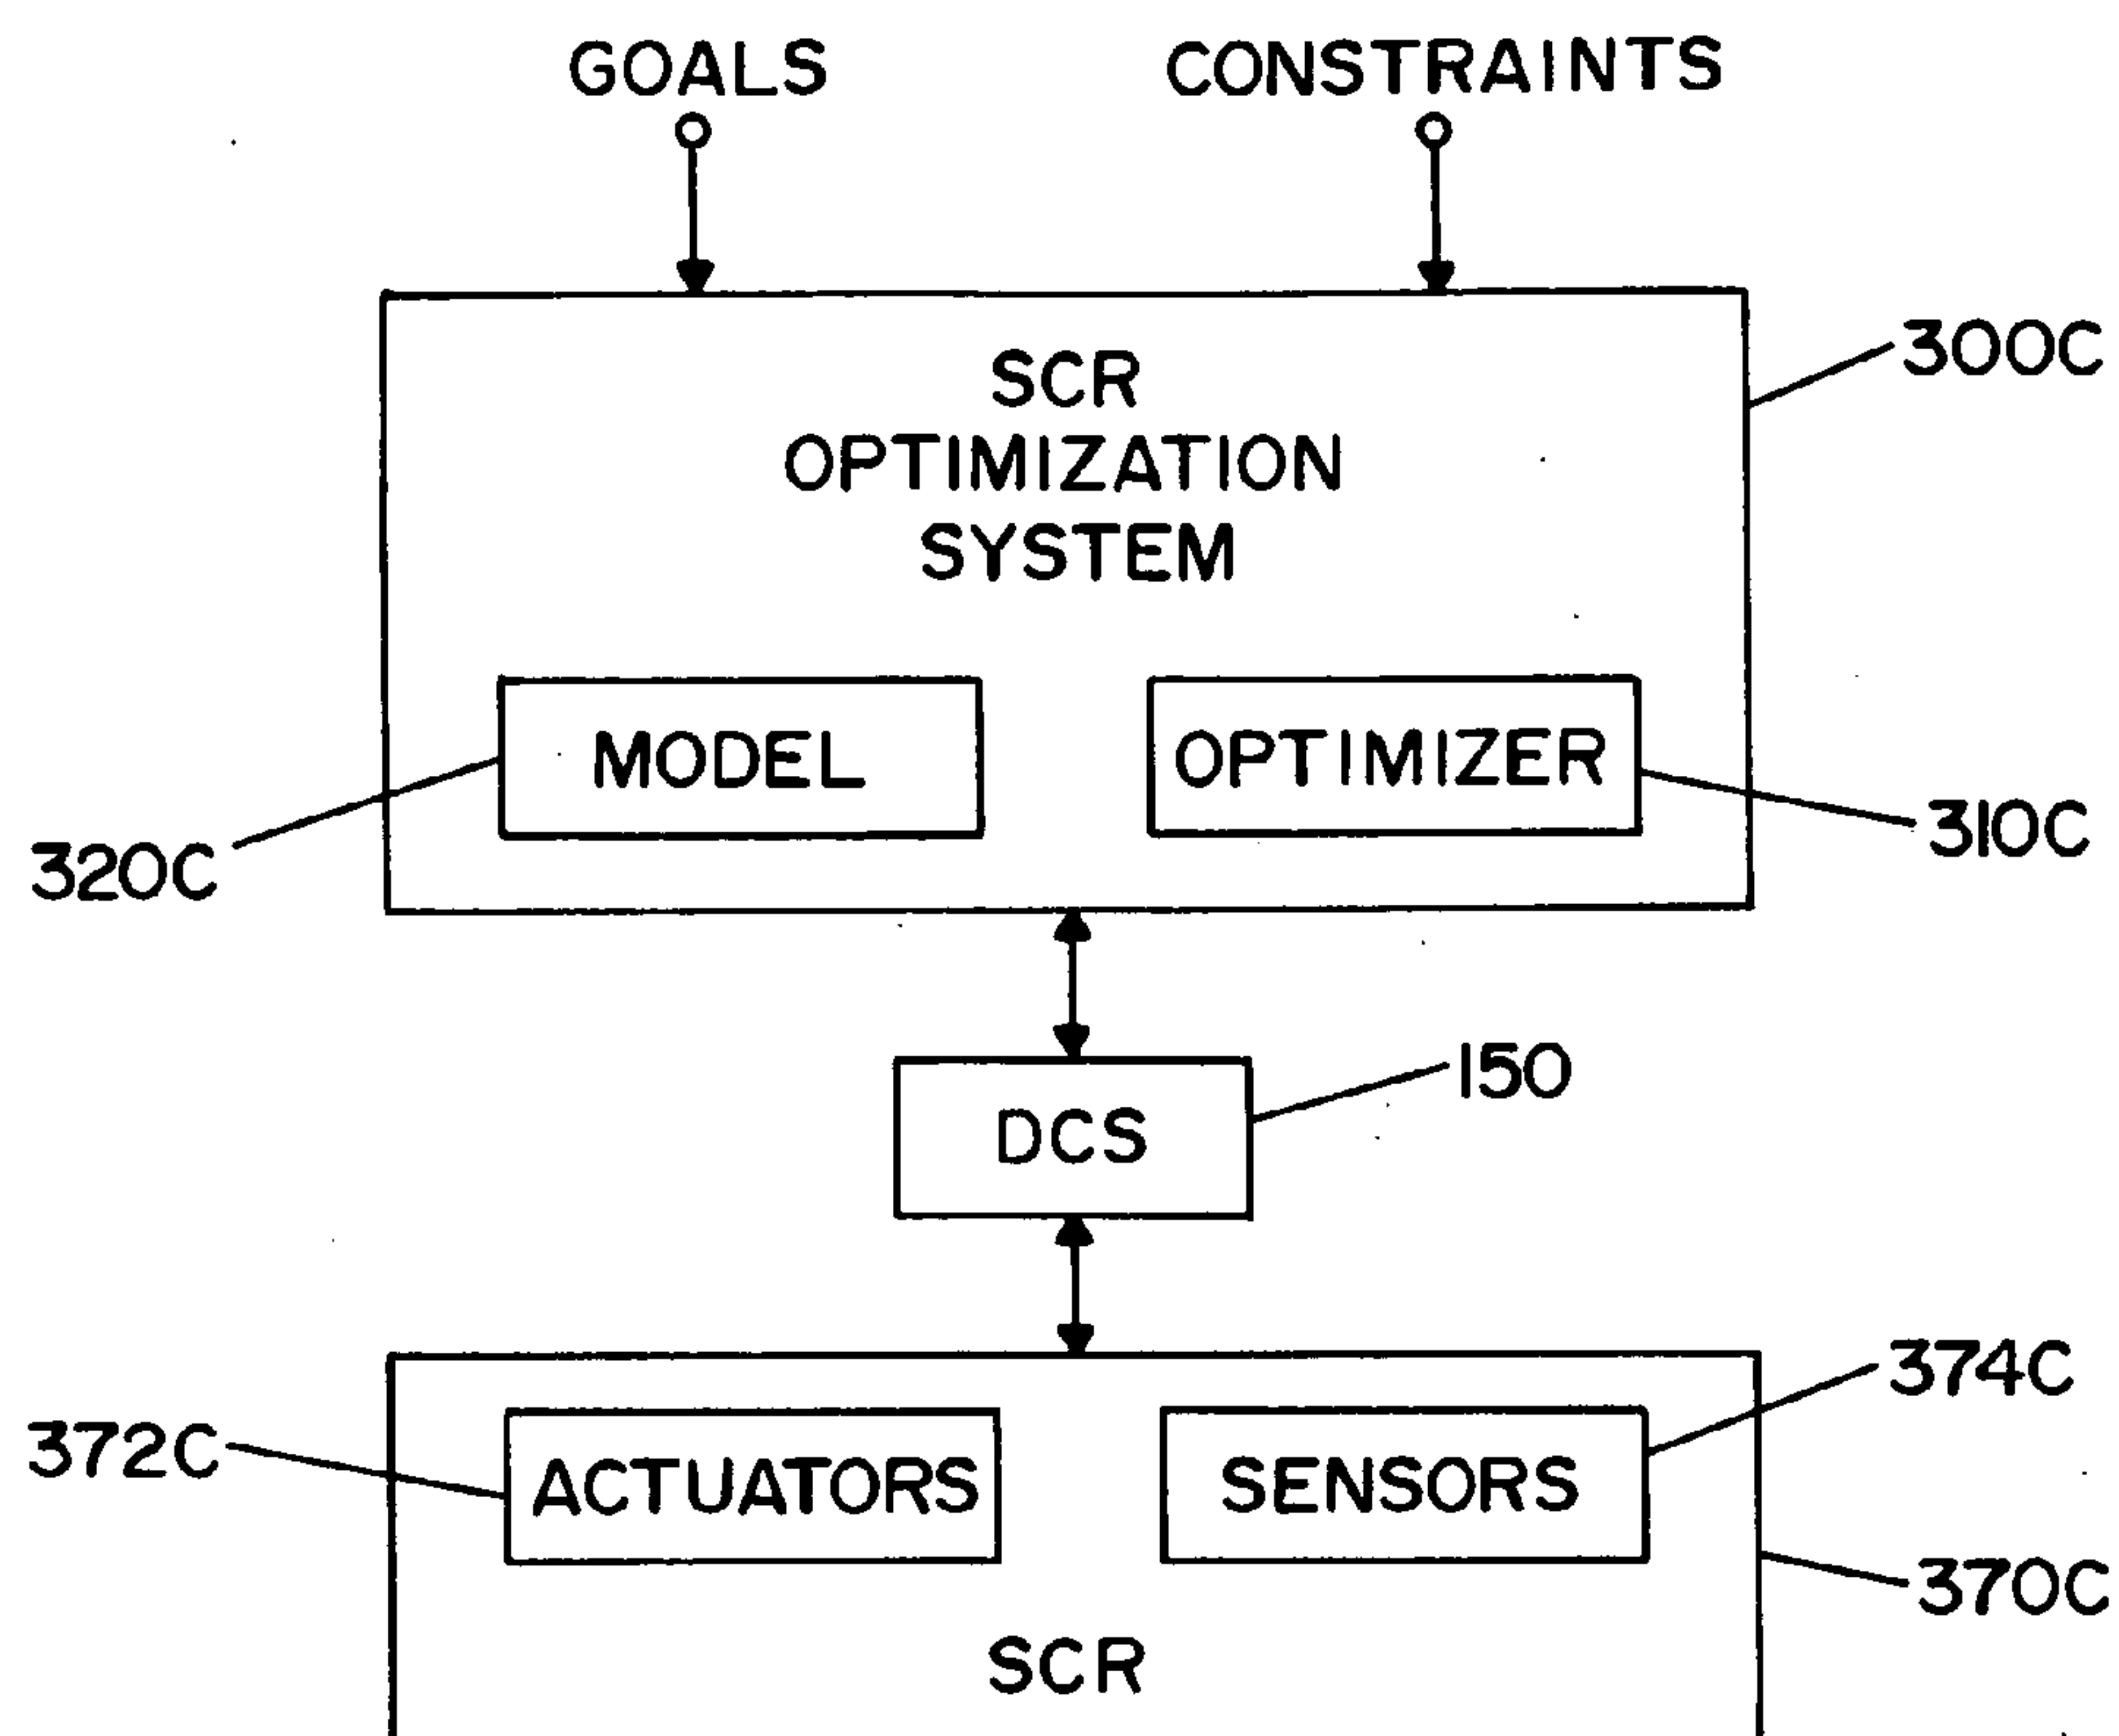 GOALS CONSTRAINTS
SCR
OPTIMIZATION
SYSTEM
300C
MODEL OPTIMIZER
320C
310C
DCS
150
374C
372C
ACTUATORS SENSORS
370C
SCR